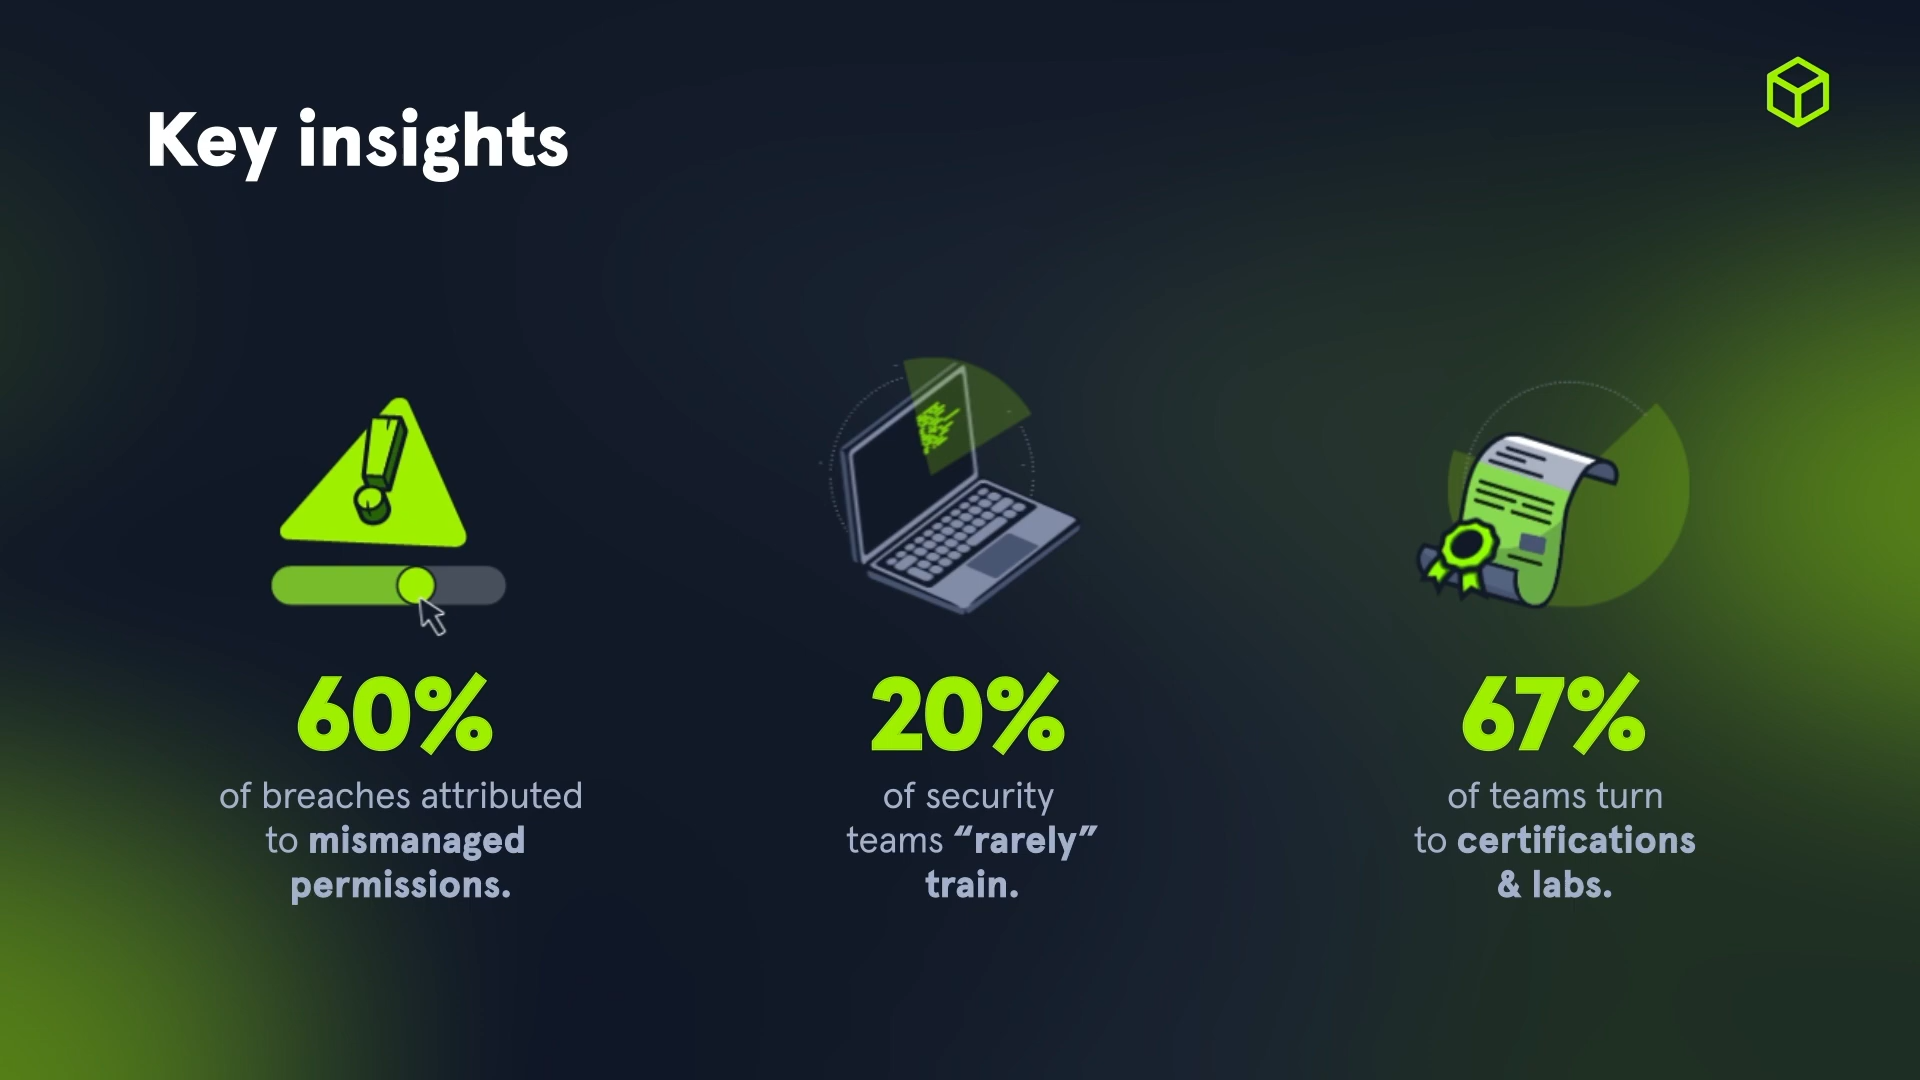 Key insights
60%
of breaches attributed
to mismanaged
permissions.
20%
of security
teams “rarely”
train.
67%
of teams turn
to certifications
& labs.